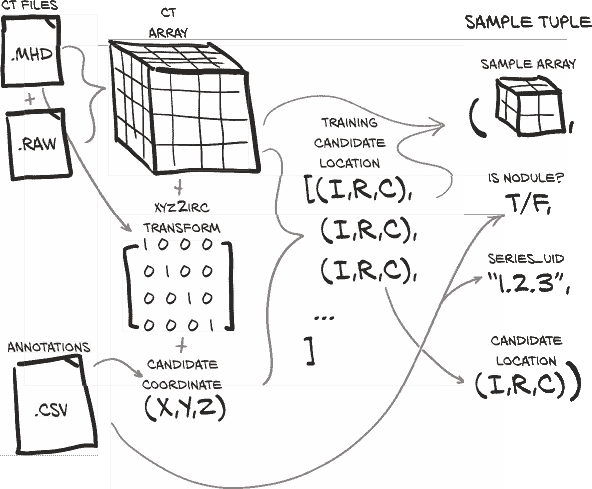 CT FILES
.MHD
+
.RAW
CT
ARRAY
+
XYZ2IRC
TRANSFORM
1 0 0 0
0 1 0 0
0 0 1 0
0 0 0 1
+
ANNOTATIONS
.CSV
CANDIDATE
COORDINATE
(X,Y,Z)
TRAINING
CANDIDATE
LOCATION
[(I,R,C),
(I,R,C),
(I,R,C),
...
]
SAMPLE TUPLE
SAMPLE ARRAY
( ,
IS NODULE?
T/F,
SERIES_UID
"1.2.3",
CANDIDATE
LOCATION
(I,R,C))